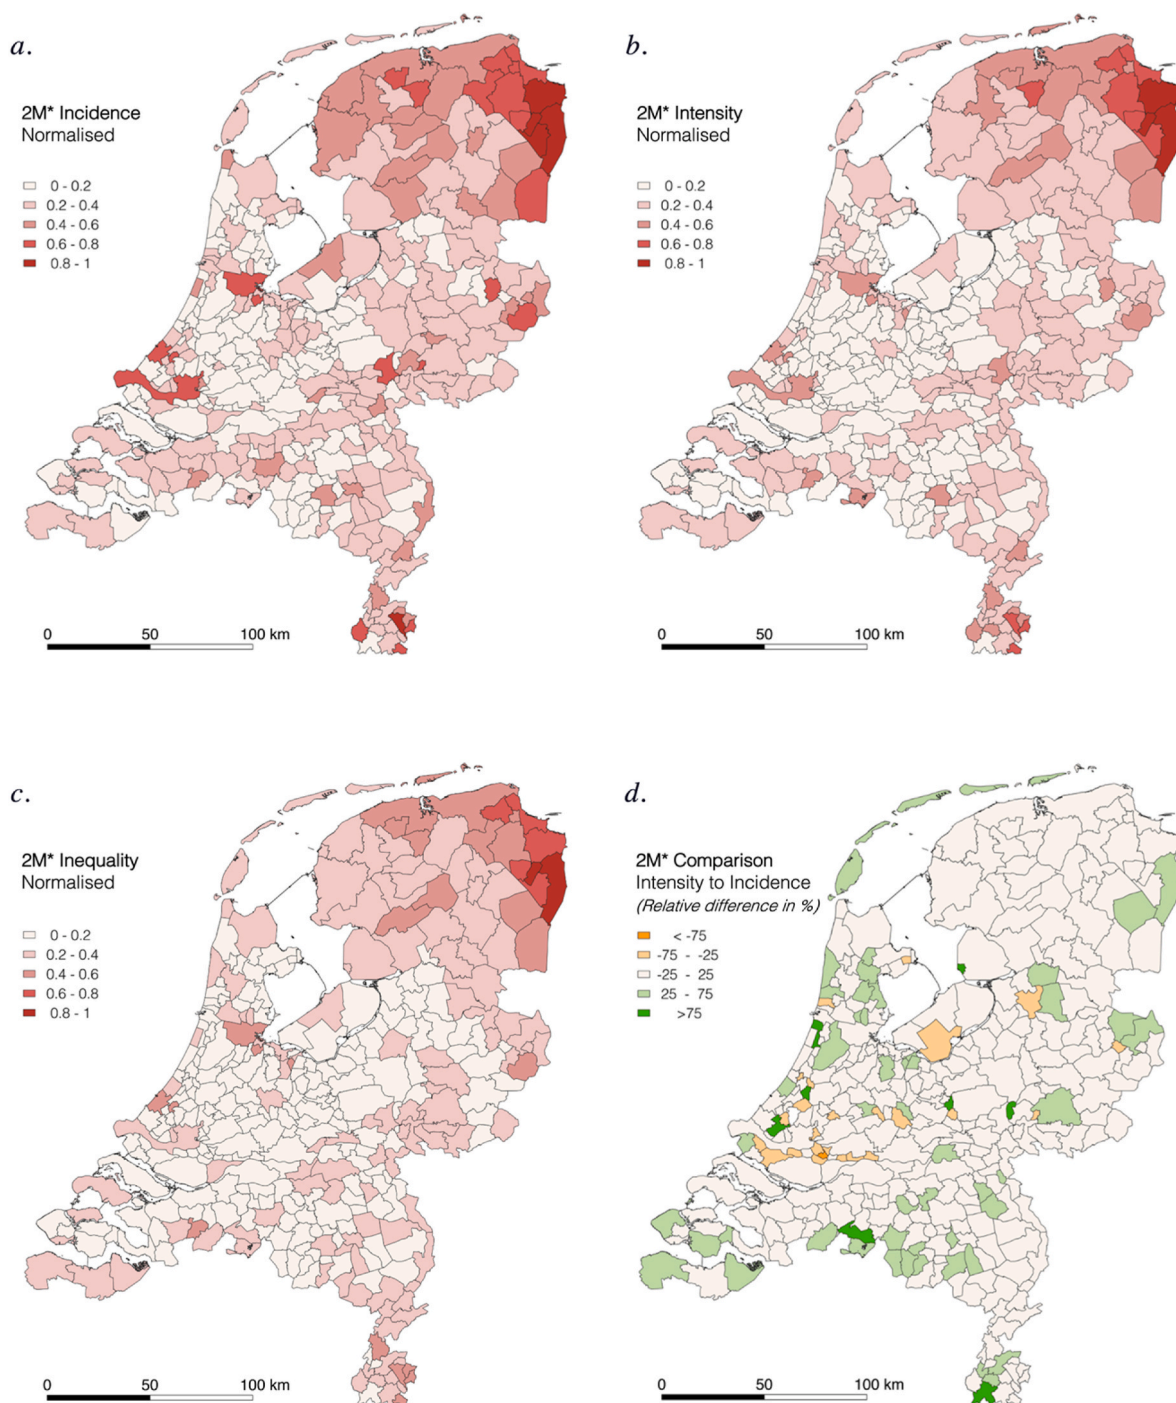 a.
2M* Incidence
Normalised
0 - 0.2
0.2 - 0.4
0.4 - 0.6
0.6 - 0.8
0.8 - 1
0 50 100 km
b.
2M* Intensity
Normalised
0 - 0.2
0.2 - 0.4
0.4 - 0.6
0.6 - 0.8
0.8 - 1
0 50 100 km
c.
2M* Inequality
Normalised
0 - 0.2
0.2 - 0.4
0.4 - 0.6
0.6 - 0.8
0.8 - 1
0 50 100 km
d.
2M* Comparison
Intensity to Incidence
(Relative difference in %)
< -75
-75 - -25
-25 - 25
25 - 75
>75
0 50 100 km